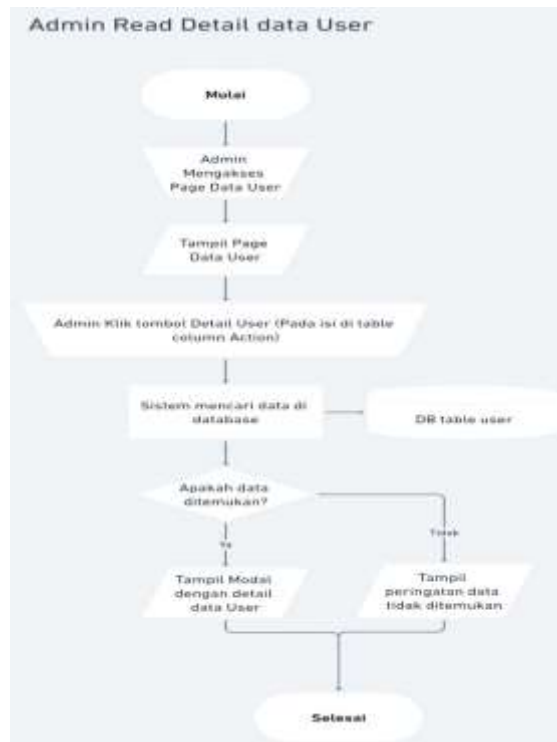 Admin Read Detail data User
Mulai
Admin
Mengakses
Page Data User
Tampil Page
Data User
Admin Klik tombol Detail User (Pada isi di table
column Action)
Sistem mencari data di
database
DB table user
Apakah data
ditemukan?
Ya
Tidak
Tampil Modal
dengan detail
data User
Tampil
peringatan data
tidak ditemukan
Selesai